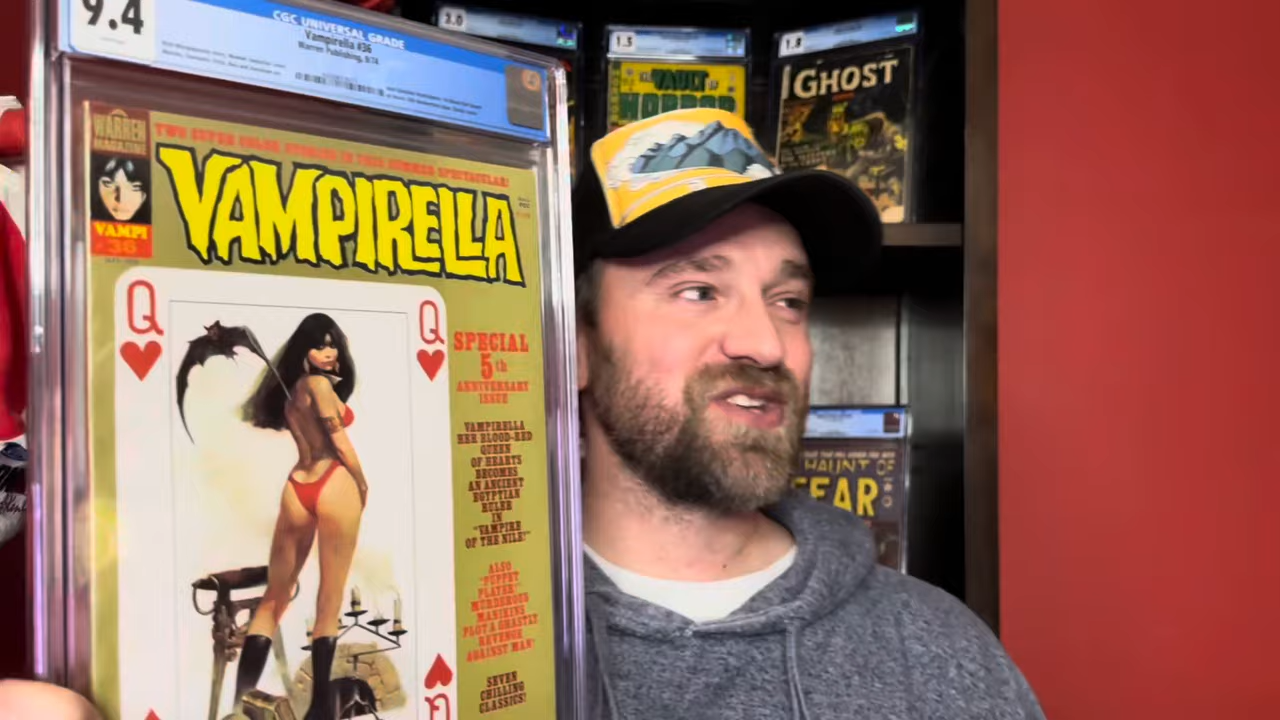 9.4
CGC UNIVERSAL GRADE
Vampirella #36
Warren Publishing, 9/74
WARREN
MAGAZINE
VAMPI
36
TWO SUPER COLOR STORIES IN THIS SUMMER SPECTACULAR!
VAMPIRELLA
Q
Q
SPECIAL
5th
ANNIVERSARY
ISSUE
VAMPIRELLA
HER BLOOD-RED
QUEEN
OF HEARTS
BECOMES
AN ANCIENT
EGYPTIAN
RULER
IN
"VAMPIRE
OF THE NILE!"
ALSO
"PUPPET
PLAYER"
MURDEROUS
MANIKINS
PLOT A GHASTLY
REVENGE
AGAINST MAN!
SEVEN
CHILLING
CLASSICS!
Q
2.0
1.5
VAULT
HORROR
1.8
GHOST
HAUNT OF
FEAR